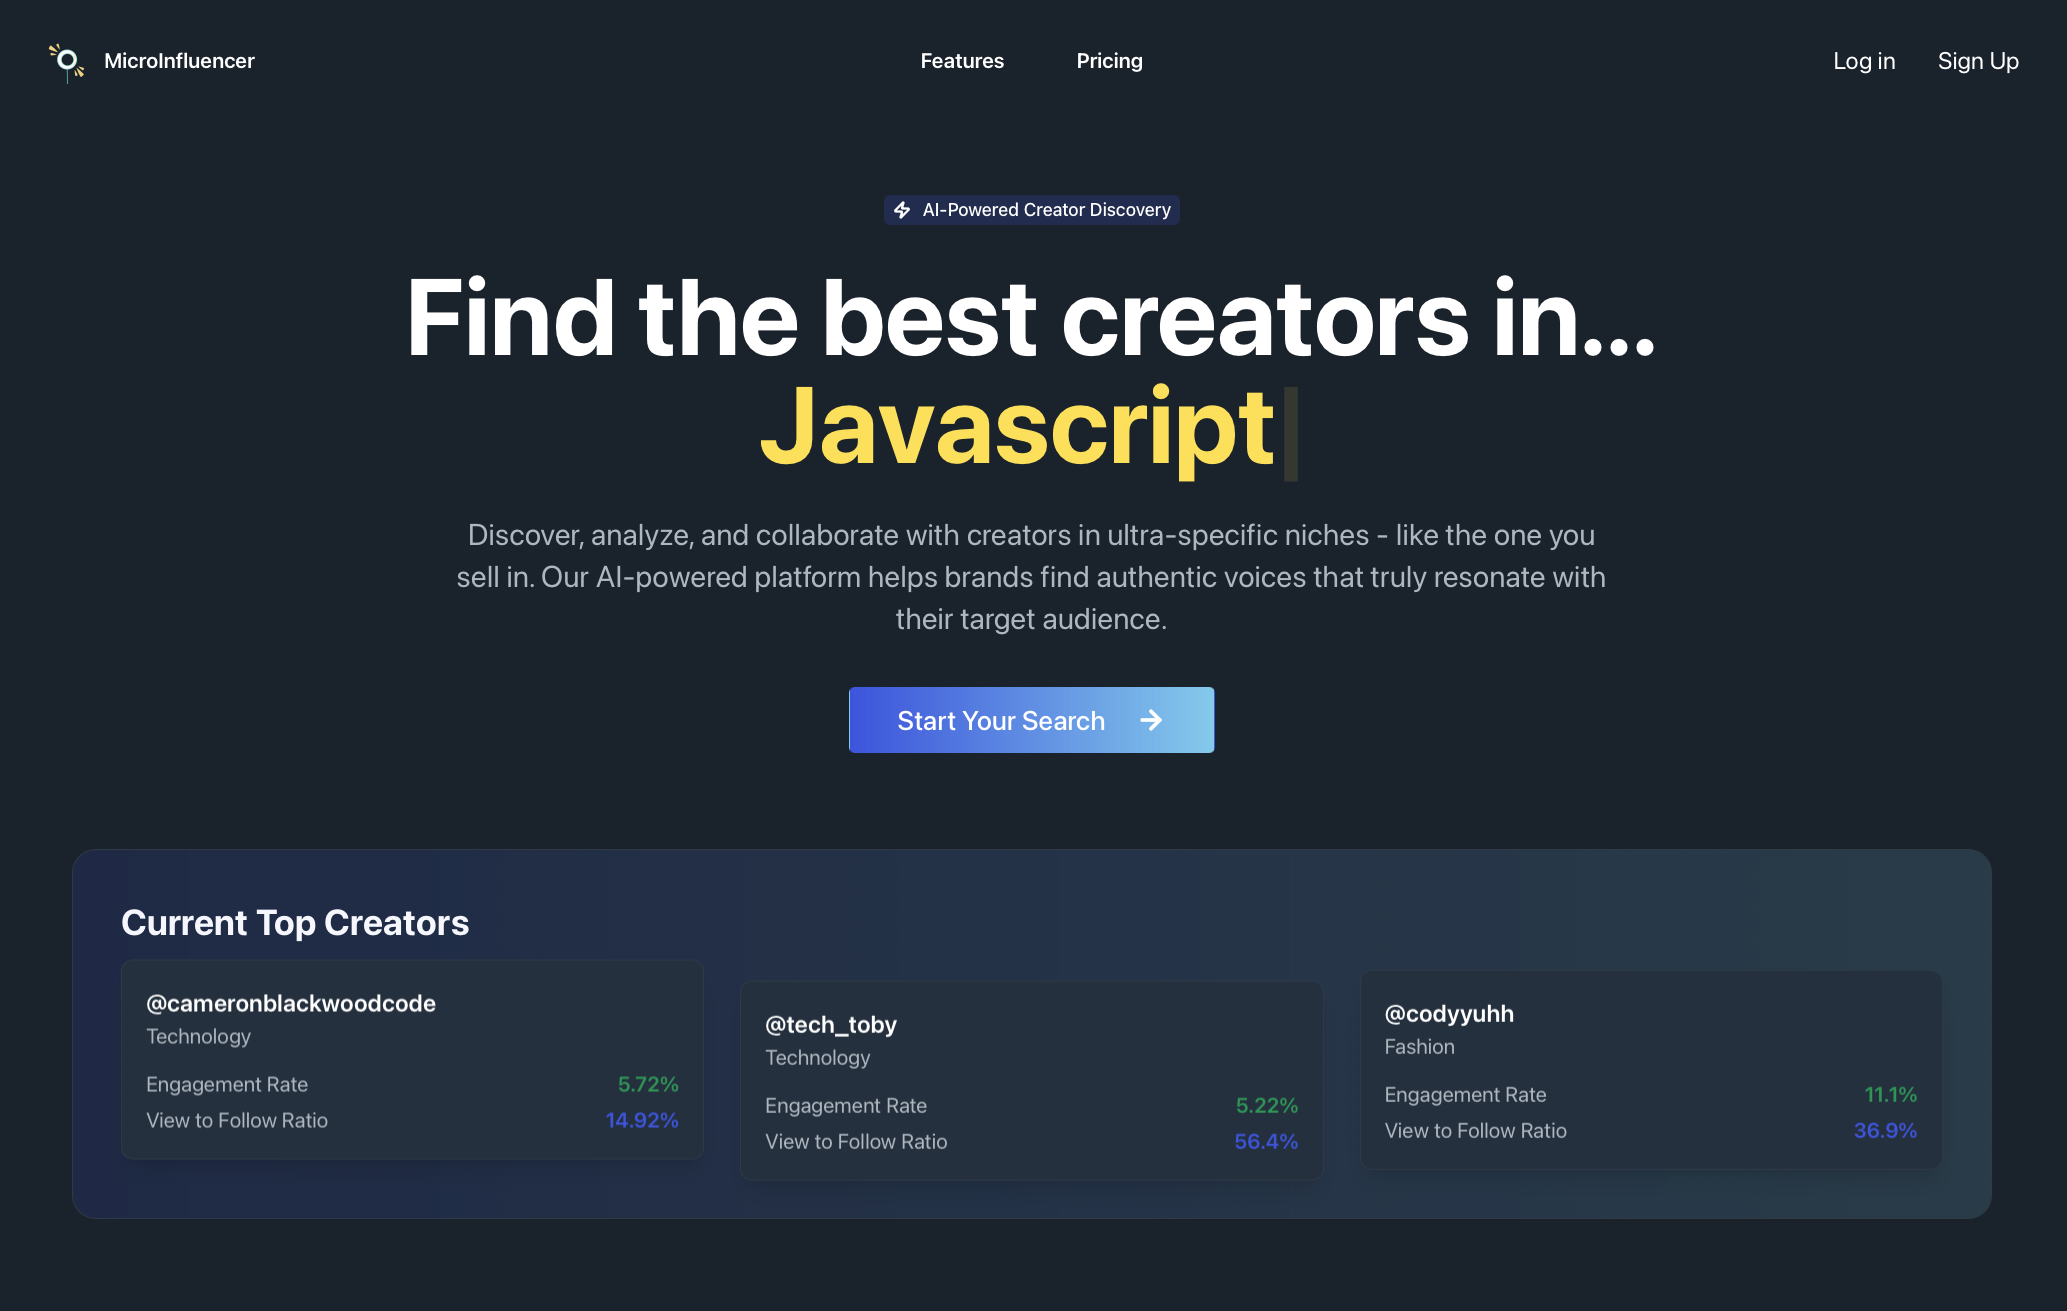 MicroInfluencer
Features
Pricing
Log in
Sign Up
AI-Powered Creator Discovery
Find the best creators in...
Javascript
Discover, analyze, and collaborate with creators in ultra-specific niches - like the one you
sell in. Our AI-powered platform helps brands find authentic voices that truly resonate with
their target audience.
Start Your Search
Current Top Creators
@cameronblackwoodcode
Technology
Engagement Rate 5.72%
View to Follow Ratio 14.92%
@tech_toby
Technology
Engagement Rate 5.22%
View to Follow Ratio 56.4%
@codyyuhh
Fashion
Engagement Rate 11.1%
View to Follow Ratio 36.9%